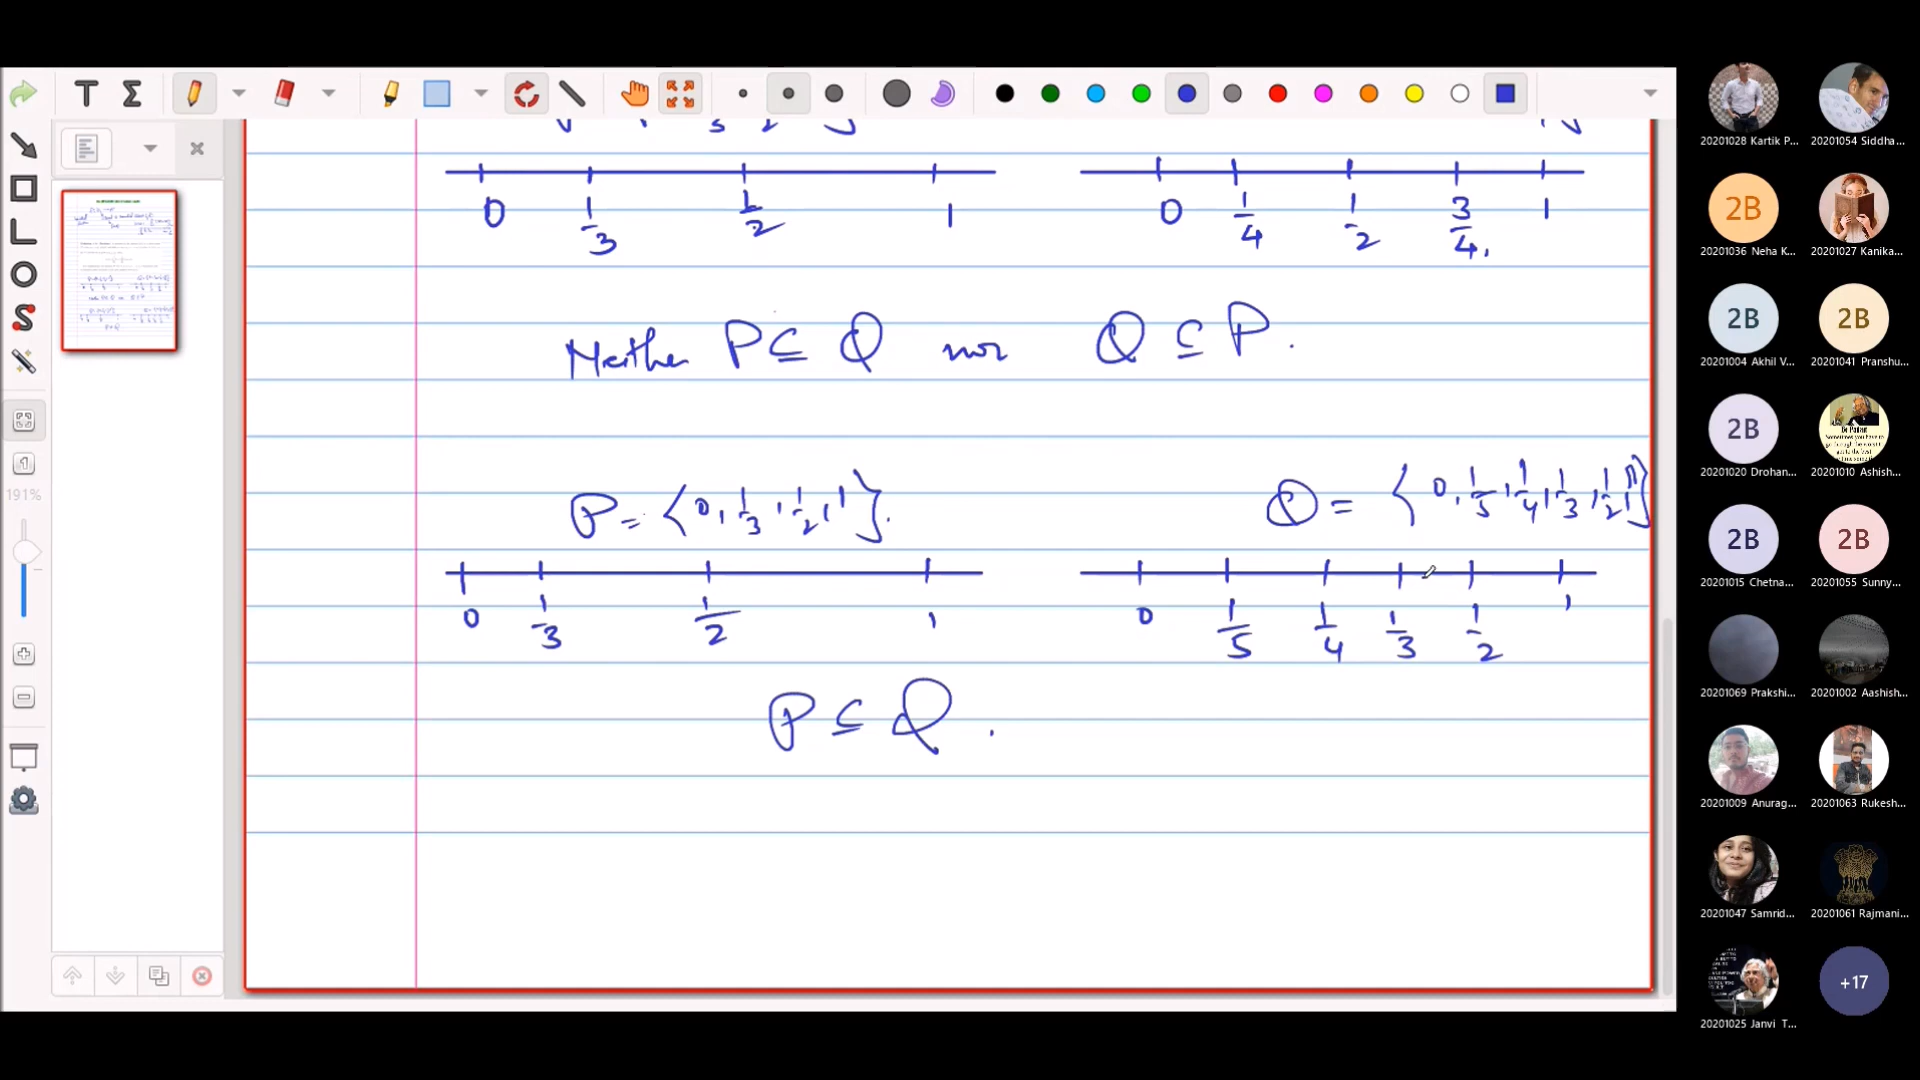 0 1/3 1/2 1 0 1/4 1/2 3/4. 1
Neither P ⊆ Q nor Q ⊆ P.
P = {0, 1/3, 1/2, 1}. Q = {0, 1/5, 1/4, 1/3, 1/2, 1}
0 1/3 1/2 1 0 1/5 1/4 1/3 1/2 1
P ⊆ Q.
T Σ
1
191%
20201028 Kartik P... 20201054 Siddha...
2B
20201036 Neha K... 20201027 Kanika...
2B 2B
20201004 Akhil V... 20201041 Pranshu...
2B
20201020 Drohan... 20201010 Ashish...
2B 2B
20201015 Chetna... 20201055 Sunny...
20201069 Prakshi... 20201002 Aashish...
20201009 Anurag... 20201063 Rukesh...
20201047 Samrid... 20201061 Rajmani...
+17
20201025 Janvi T...